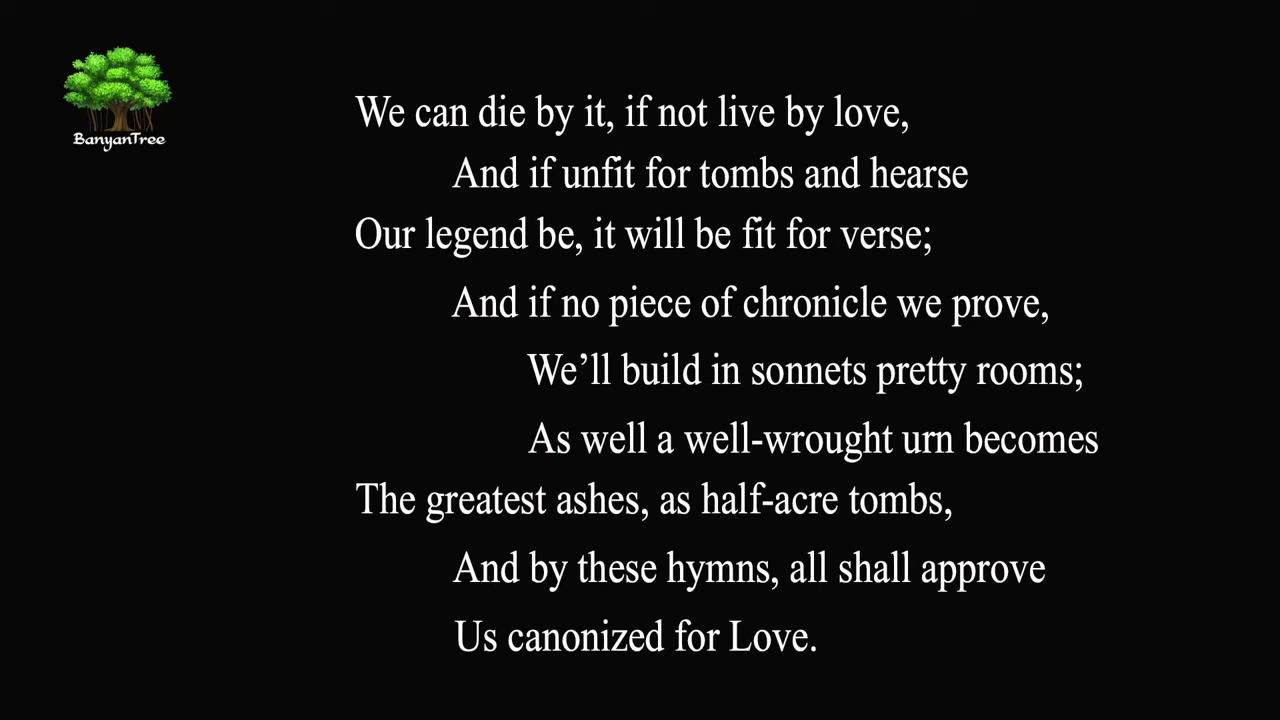 BanyanTree
We can die by it, if not live by love,
And if unfit for tombs and hearse
Our legend be, it will be fit for verse;
And if no piece of chronicle we prove,
We’ll build in sonnets pretty rooms;
As well a well-wrought urn becomes
The greatest ashes, as half-acre tombs,
And by these hymns, all shall approve
Us canonized for Love.